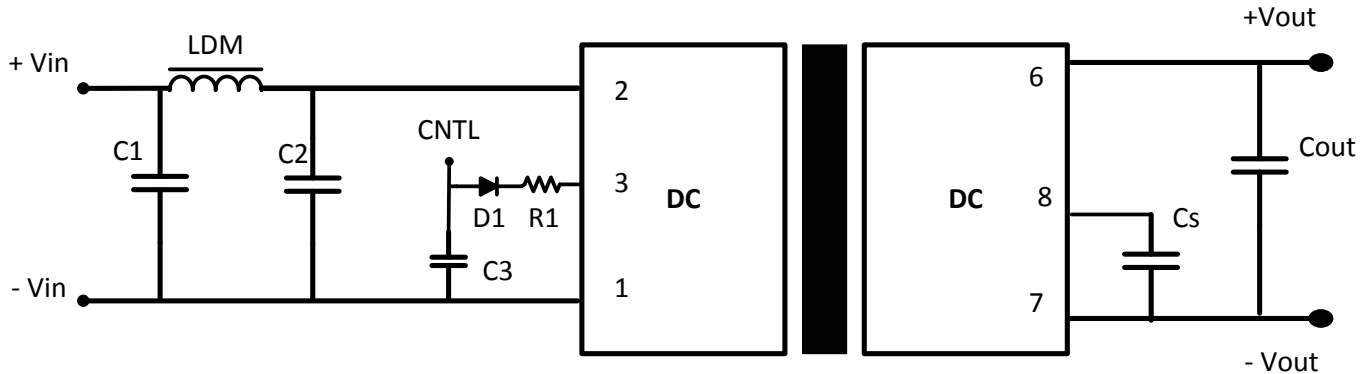 +Vout
LDM
+ Vin
2
6
C1
C2
CNTL
Cout
3
DC
DC
8
D1
R1
Cs
C3
- Vin
1
7
- Vout